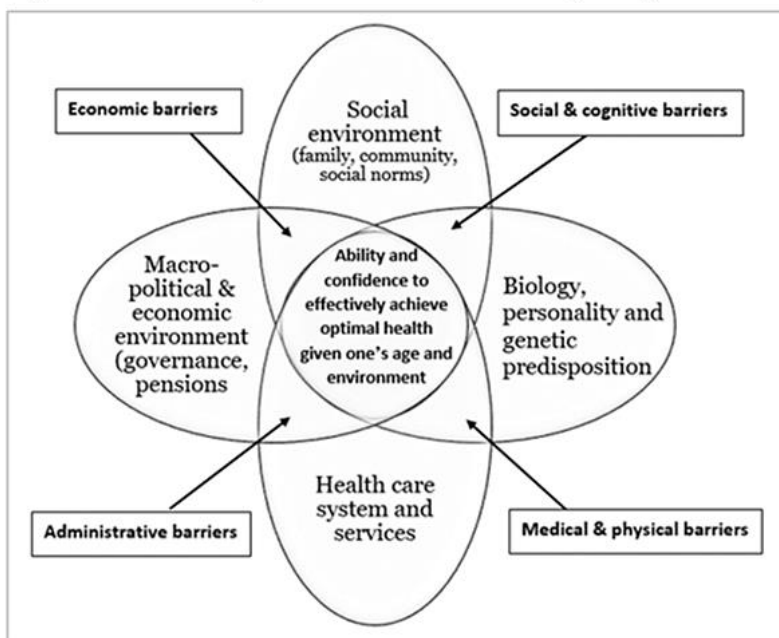 Economic barriers
Social
environment
(family, community,
social norms)
Social & cognitive barriers
Macro-
political &
economic
environment
(governance,
pensions
Ability and
confidence to
effectively achieve
optimal health
given one's age and
environment
Biology,
personality and
genetic
predisposition
Administrative barriers
Health care
system and
services
Medical & physical barriers